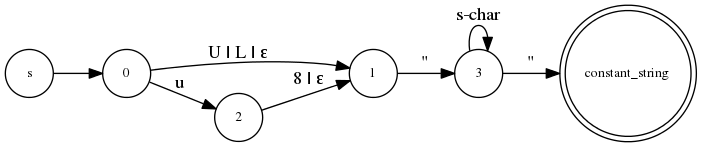 s-char
U | L | ε
s
0
u
2
8 | ε
1
"
3
"
constant_string